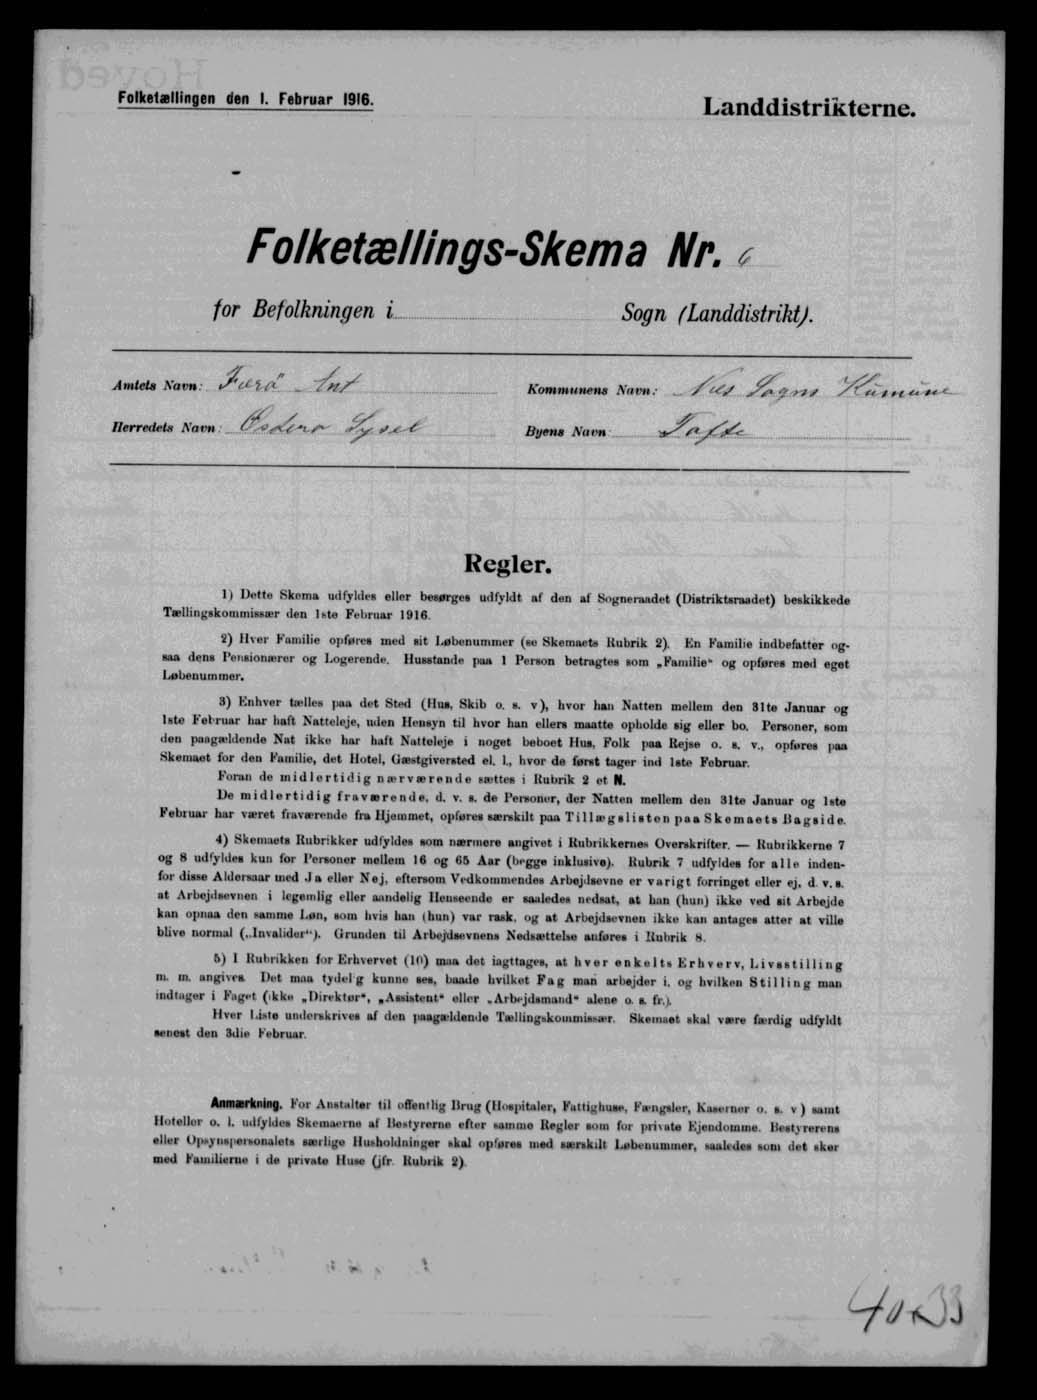 Folketællingen den 1. Februar 1916.
Landdistrikterne.
Folketællings-Skema Nr. 6
for Befolkningen i Sogn (Landdistrikt).
Amtets Navn: Færö Amt
Kommunens Navn: Nes Sogns Kumune
Herredets Navn: Østerø Sysel
Byens Navn: Tofte
Regler.
1) Dette Skema udfyldes eller besørges udfyldt af den af Sogneraadet (Distriktsraadet) beskikkede
Tællingskommissær den 1ste Februar 1916.
2) Hver Familie opføres med sit Løbenummer (se Skemaets Rubrik 2). En Familie indbefatter og-
saa dens Pensionærer og Logerende. Husstande paa 1 Person betragtes som „Familie“ og opføres med eget
Løbenummer.
3) Enhver tælles paa det Sted (Hus, Skib o. s. v), hvor han Natten mellem den 31te Januar og
1ste Februar har haft Natteleje, uden Hensyn til hvor han ellers maatte opholde sig eller bo. Personer, som
den paagældende Nat ikke har haft Natteleje i noget beboet Hus, Folk paa Rejse o. s. v., opføres paa
Skemaet for den Familie, det Hotel, Gæstgiversted el. l., hvor de først tager ind 1ste Februar.
Foran de midlertidig nærværende sættes i Rubrik 2 et N.
De midlertidig fraværende, d. v. s. de Personer, der Natten mellem den 31te Januar og 1ste
Februar har været fraværende fra Hjemmet, opføres særskilt paa Tillægslisten paa Skemaets Bagside.
4) Skemaets Rubrikker udfyldes som nærmere angivet i Rubrikkernes Overskrifter. — Rubrikkerne 7
og 8 udfyldes kun for Personer mellem 16 og 65 Aar (begge inklusive). Rubrik 7 udfyldes for alle inden-
for disse Aldersaar med Ja eller Nej, eftersom Vedkommendes Arbejdsevne er varigt forringet eller ej, d. v. s.
at Arbejdsevnen i legemlig eller aandelig Henseende er saaledes nedsat, at han (hun) ikke ved sit Arbejde
kan opnaa den samme Løn, som hvis han (hun) var rask, og at Arbejdsevnen ikke kan antages atter at ville
blive normal („Invalider“). Grunden til Arbejdsevnens Nedsættelse anføres i Rubrik 8.
5) I Rubrikken for Erhvervet (10) maa det iagttages, at hver enkelts Erhverv, Livsstilling
m. m. angives. Det maa tydelig kunne ses, baade hvilket Fag man arbejder i, og hvilken Stilling man
indtager i Faget (ikke „Direktør“, „Assistent“ eller „Arbejdsmand“ alene o. s. fr.).
Hver Liste underskrives af den paagældende Tællingskommissær. Skemaet skal være færdig udfyldt
senest den 3die Februar.
Anmærkning. For Anstalter til offentlig Brug (Hospitaler, Fattighuse, Fængsler, Kaserner o. s. v) samt
Hoteller o. l. udfyldes Skemaerne af Bestyrerne efter samme Regler som for private Ejendomme. Bestyrerens
eller Opsynspersonalets særlige Husholdninger skal opføres med særskilt Løbenummer, saaledes som det sker
med Familierne i de private Huse (jfr. Rubrik 2).
40+33